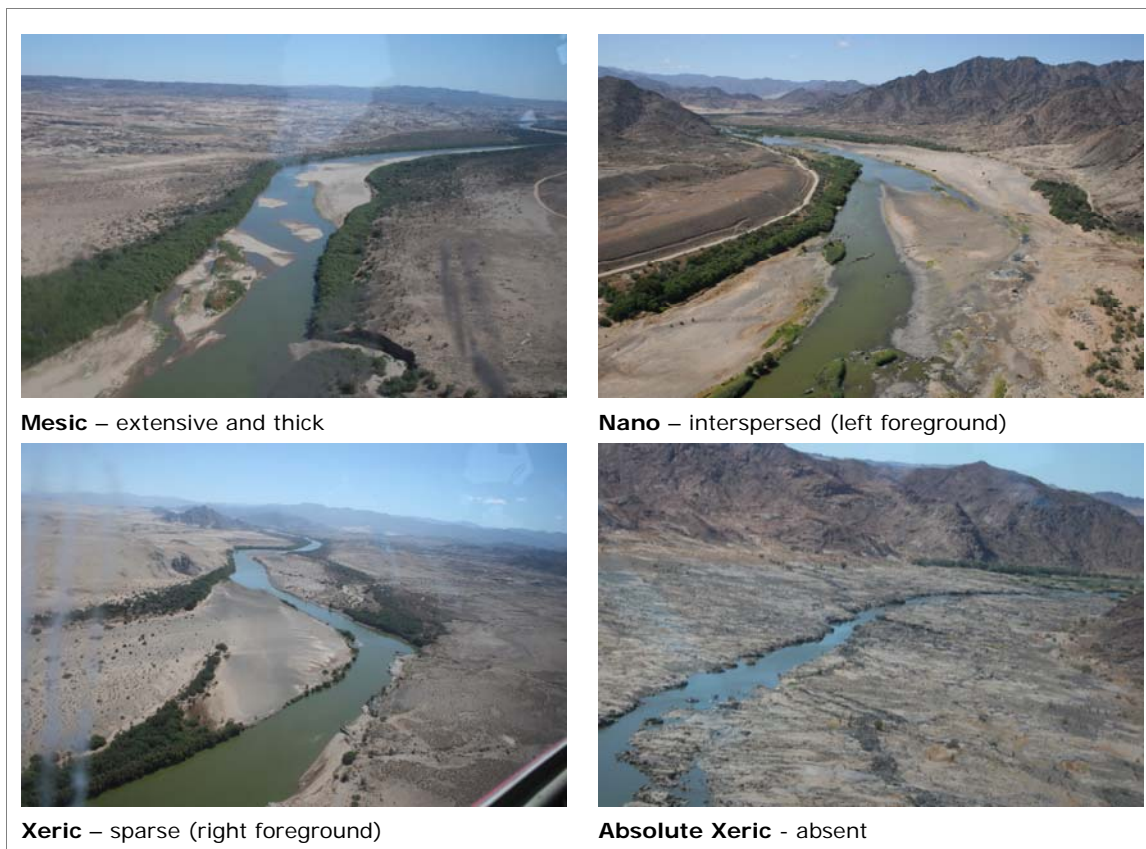 Mesic – extensive and thick
Nano – interspersed (left foreground)
Xeric – sparse (right foreground)
Absolute Xeric - absent